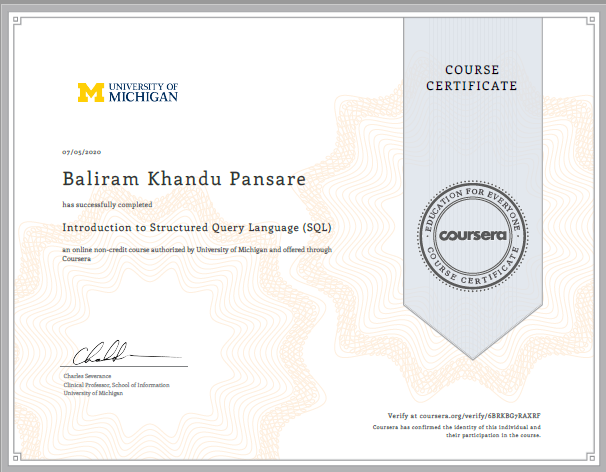 UNIVERSITY OF
MICHIGAN
COURSE
CERTIFICATE
07/05/2020
Baliram Khandu Pansare
has successfully completed
Introduction to Structured Query Language (SQL)
an online non-credit course authorized by University of Michigan and offered through
Coursera
EDUCATION FOR EVERYONE
coursera
COURSE CERTIFICATE
Charles Severance
Clinical Professor, School of Information
University of Michigan
Verify at coursera.org/verify/6BRKBG7RAXRF
Coursera has confirmed the identity of this individual and
their participation in the course.